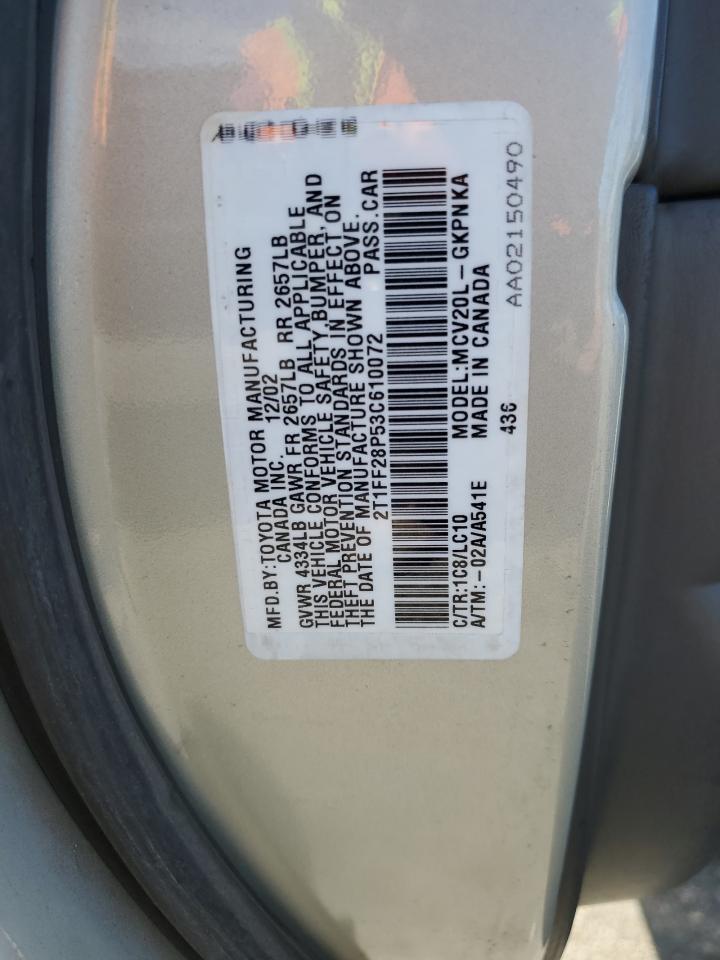 MFD.BY:TOYOTA MOTOR MANUFACTURING
CANADA INC. 12/02
GVWR 4334LB GAWR FR 2657LB RR 2657LB
THIS VEHICLE CONFORMS TO ALL APPLICABLE
FEDERAL MOTOR VEHICLE SAFETY, BUMPER, AND
THEFT PREVENTION STANDARDS IN EFFECT ON
THE DATE OF MANUFACTURE SHOWN ABOVE.
2T1FF28P53C610072 PASS.CAR
C/TR:1C8/LC10 MODEL:MCV20L-GKPNKA
A/TM:-02A/A541E MADE IN CANADA
436
AA02150490